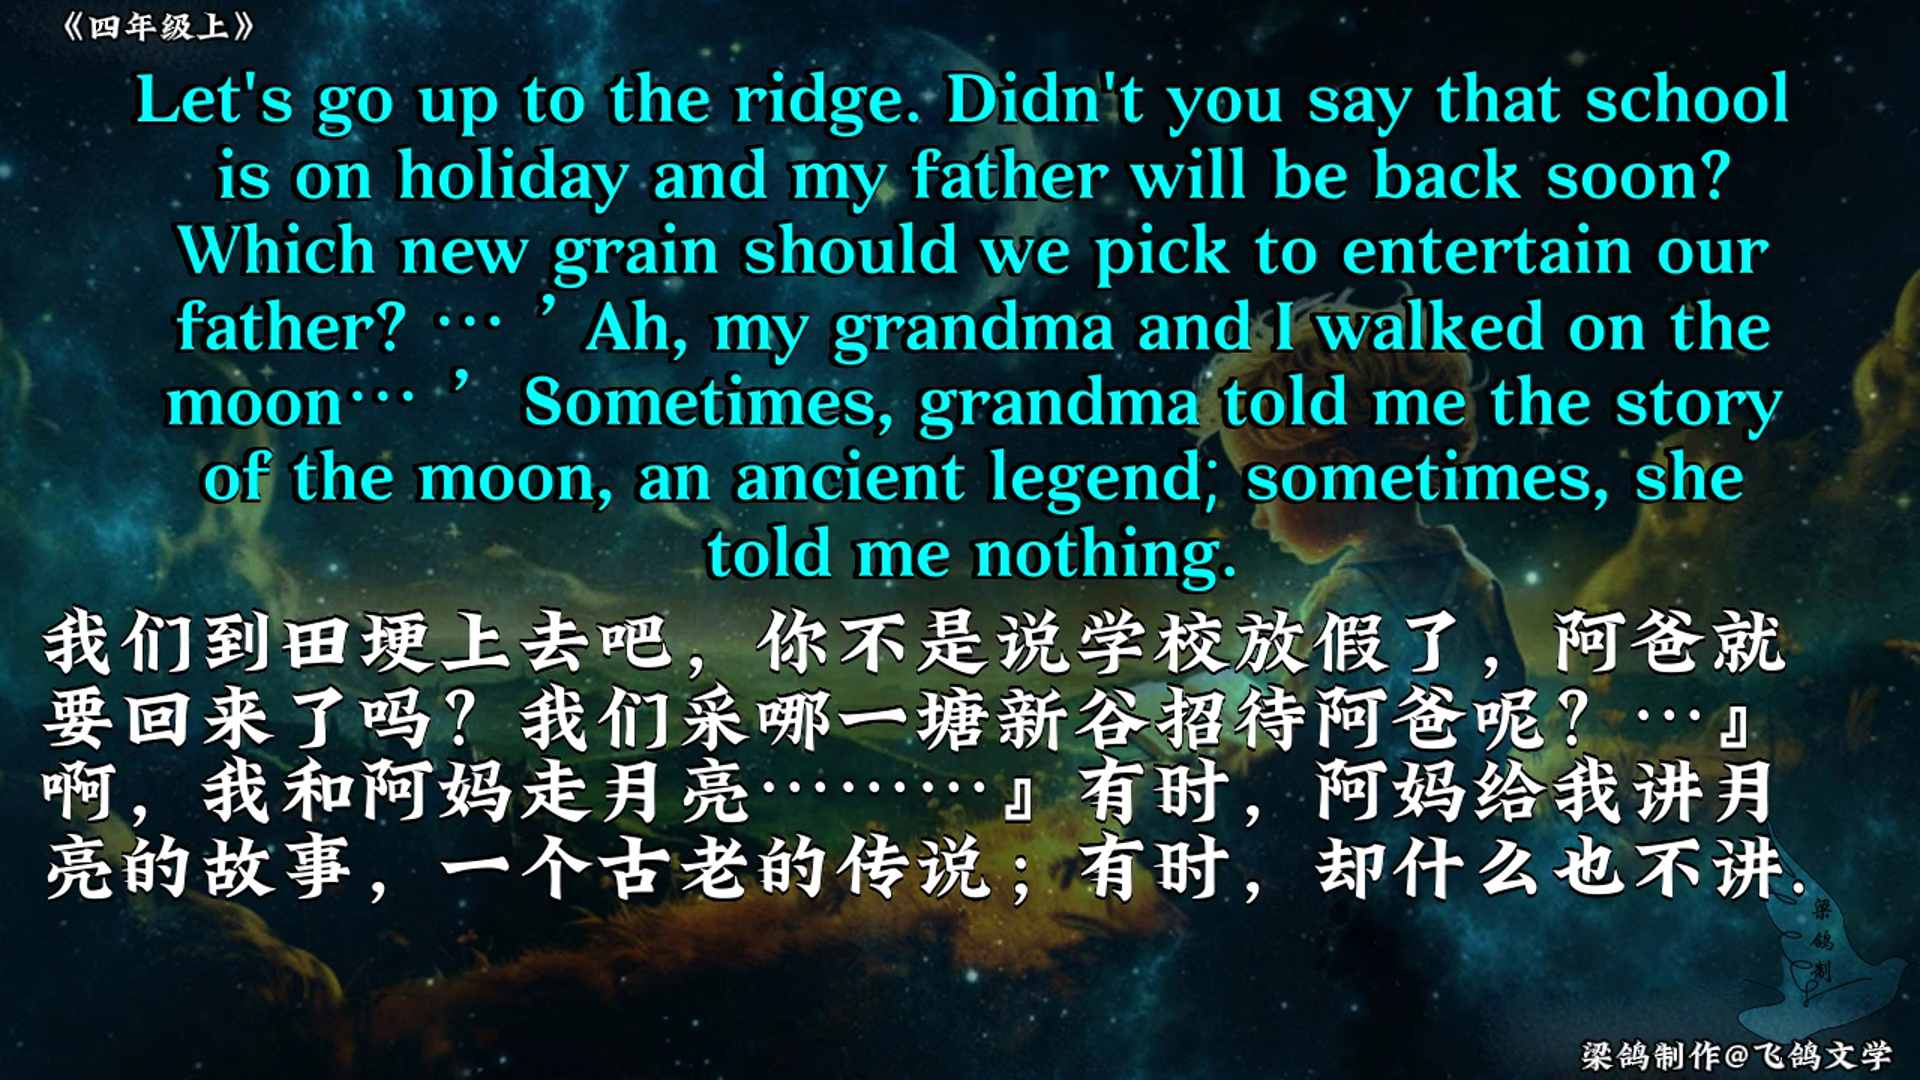 《四年级上》
Let's go up to the ridge. Didn't you say that school
is on holiday and my father will be back soon?
Which new grain should we pick to entertain our
father? … ’Ah, my grandma and I walked on the
moon… ’ Sometimes, grandma told me the story
of the moon, an ancient legend; sometimes, she
told me nothing.
我们到田埂上去吧，你不是说学校放假了，阿爸就
要回来了吗？我们采哪一塘新谷招待阿爸呢？…』
啊，我和阿妈走月亮………』有时，阿妈给我讲月
亮的故事，一个古老的传说；有时，却什么也不讲.
梁鸽制
梁鸽制作@飞鸽文学